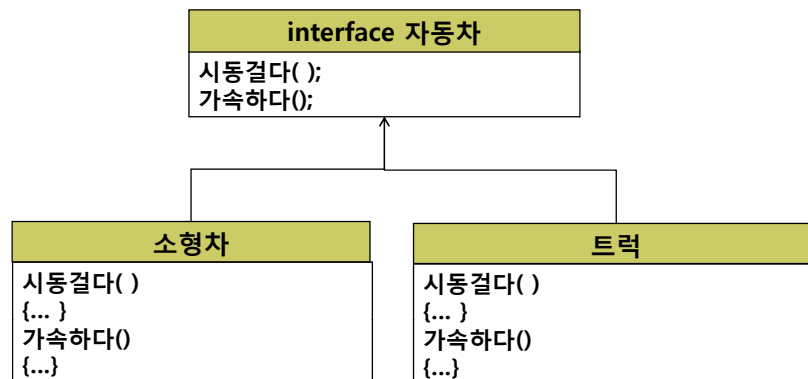 interface 자동차
시동걸다( );
가속하다();
소형차
시동걸다( )
{... }
가속하다()
{...}
트럭
시동걸다( )
{... }
가속하다()
{...}